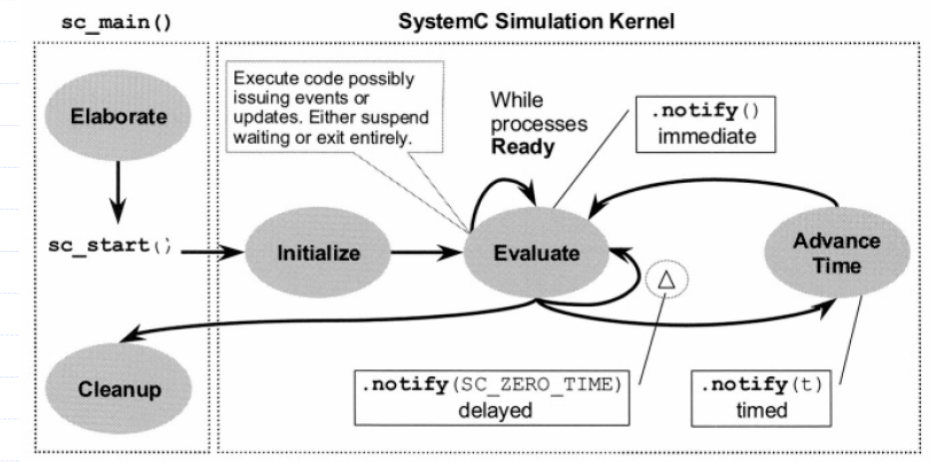 sc_main()
SystemC Simulation Kernel
Execute code possibly
issuing events or
updates. Either suspend
waiting or exit entirely.
While
processes
Ready
.notify()
immediate
Elaborate
sc_start();
Initialize
Evaluate
Δ
Advance
Time
Cleanup
.notify(SC_ZERO_TIME)
delayed
.notify(t)
timed